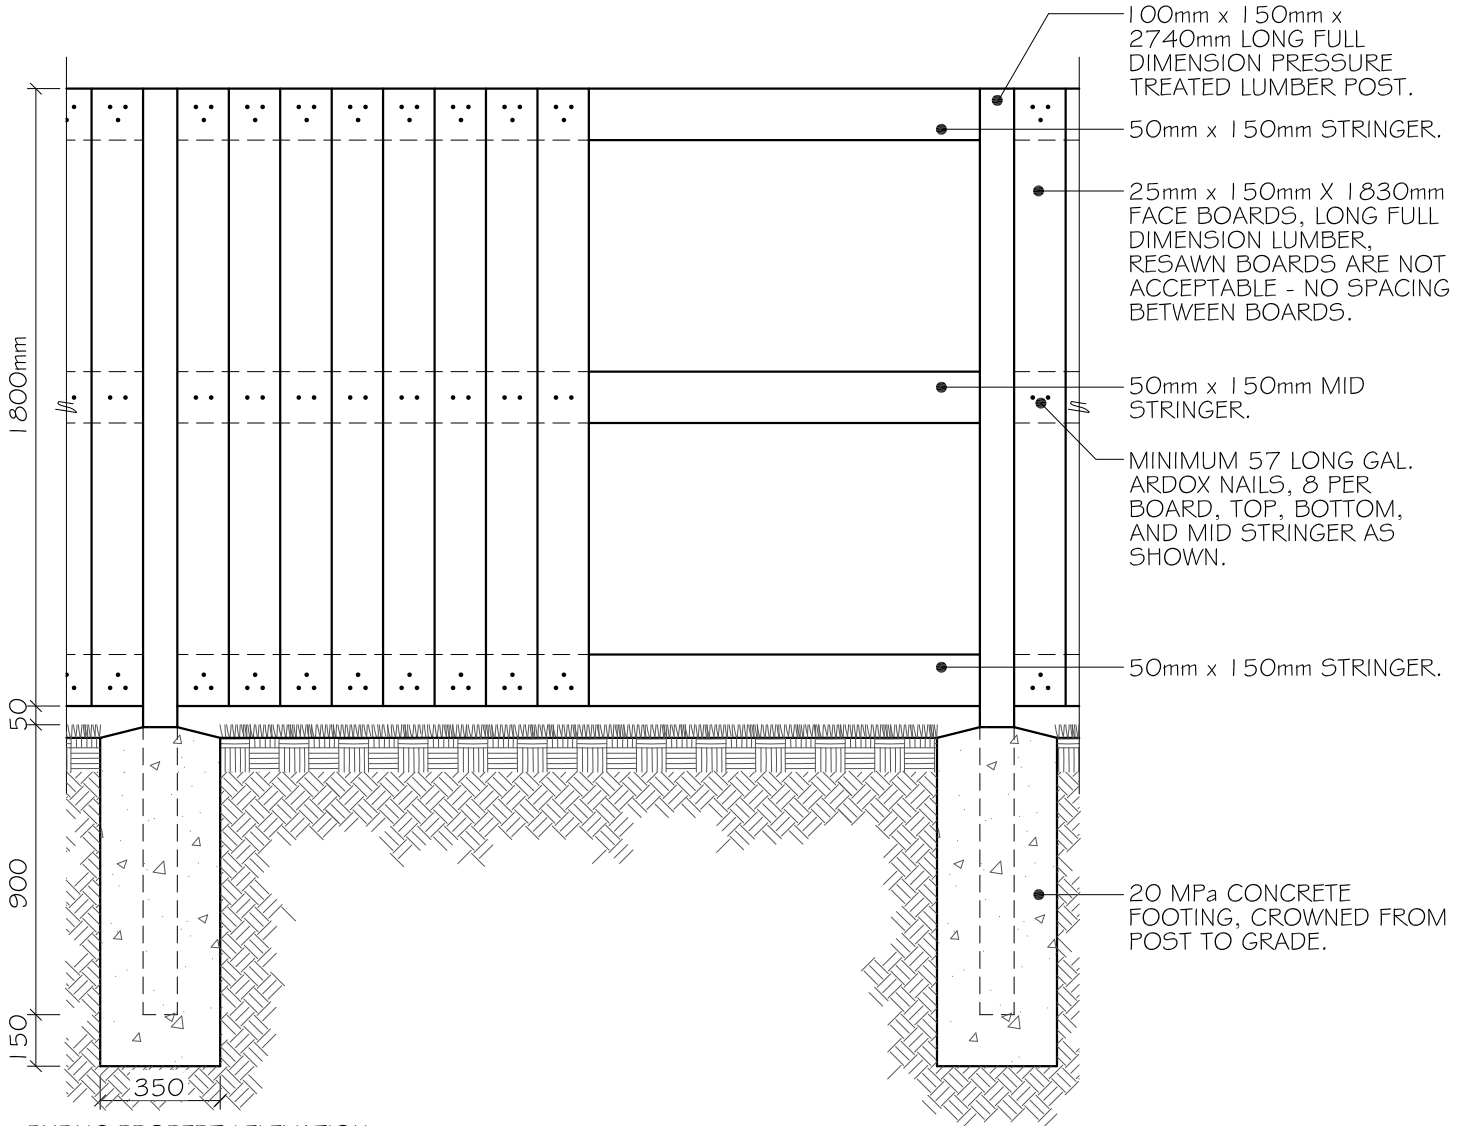 100mm x 150mm x
2740mm LONG FULL
DIMENSION PRESSURE
TREATED LUMBER POST.
50mm x 150mm STRINGER.
25mm x 150mm X 1830mm
FACE BOARDS, LONG FULL
DIMENSION LUMBER,
RESAWN BOARDS ARE NOT
ACCEPTABLE - NO SPACING
BETWEEN BOARDS.
50mm x 150mm MID
STRINGER.
MINIMUM 57 LONG GAL.
ARDOX NAILS, 8 PER
BOARD, TOP, BOTTOM,
AND MID STRINGER AS
SHOWN.
50mm x 150mm STRINGER.
20 MPa CONCRETE
FOOTING, CROWNED FROM
POST TO GRADE.
1800mm
50
900
150
350